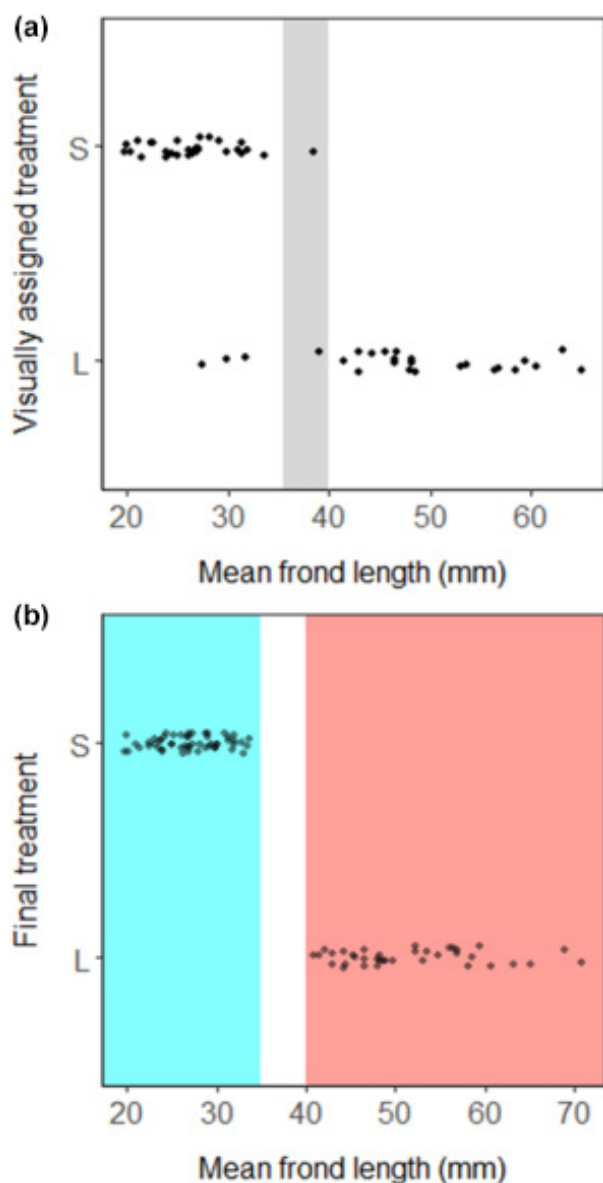 (a)
Visually assigned treatment
S
L
20 30 40 50 60
Mean frond length (mm)
(b)
Final treatment
S
L
20 30 40 50 60 70
Mean frond length (mm)